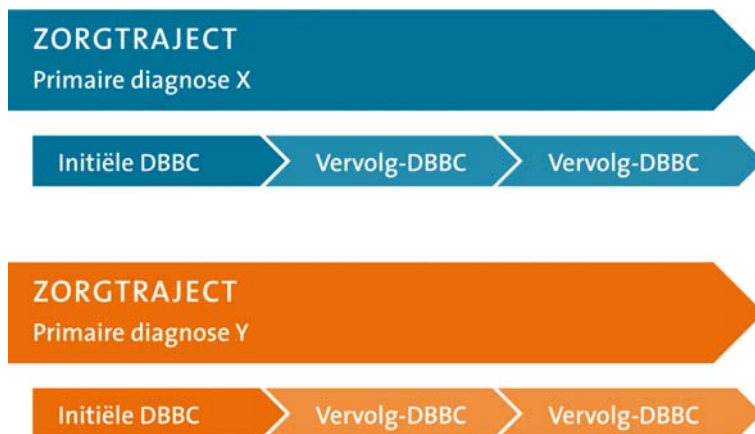 ZORGTRAJECT
Primaire diagnose X
Initiële DBBC
Vervolg-DBBC
Vervolg-DBBC
ZORGTRAJECT
Primaire diagnose Y
Initiële DBBC
Vervolg-DBBC
Vervolg-DBBC